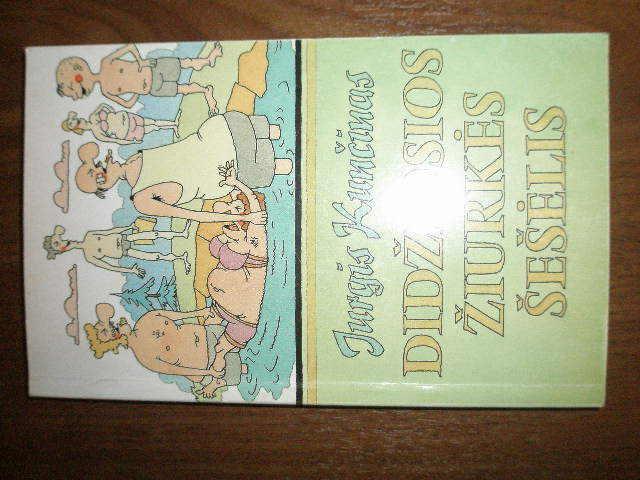 Jurgis Kunčinas
DIDŽIOSIOS
ŽIURKĖS
ŠEŠĖLIS